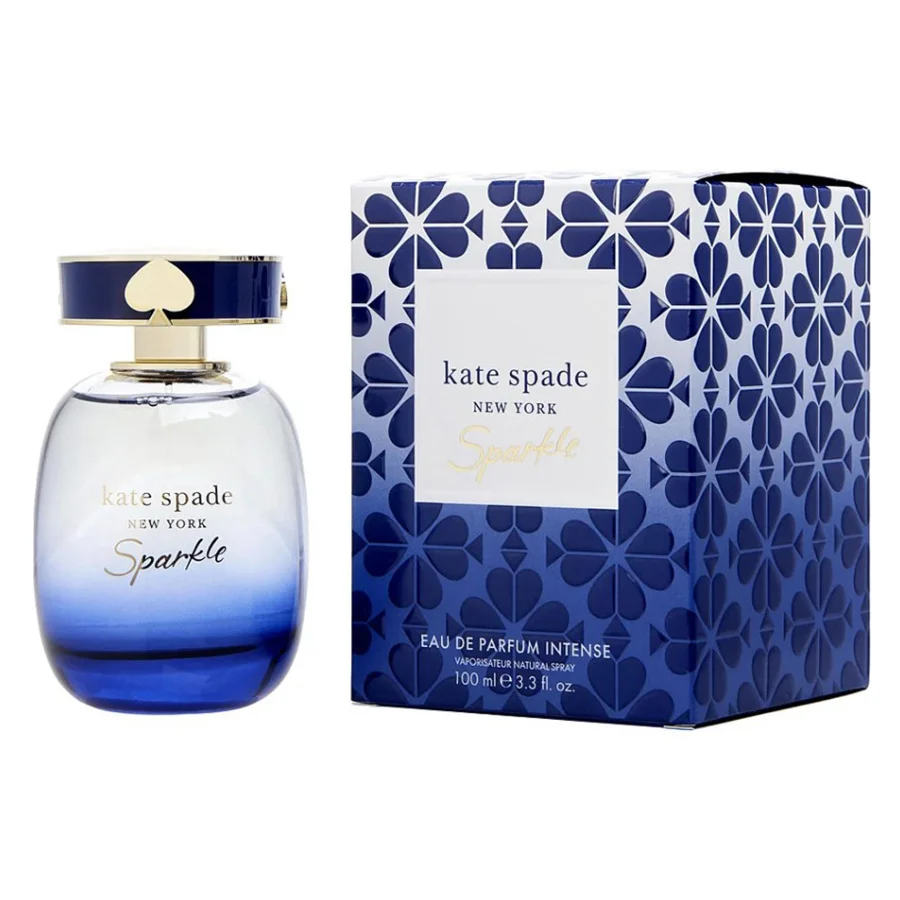 kate spade
NEW YORK
Sparkle
kate spade
NEW YORK
Sparkle
EAU DE PARFUM INTENSE
VAPORISATEUR NATURAL SPRAY
100 ml ℮ 3.3 fl. oz.